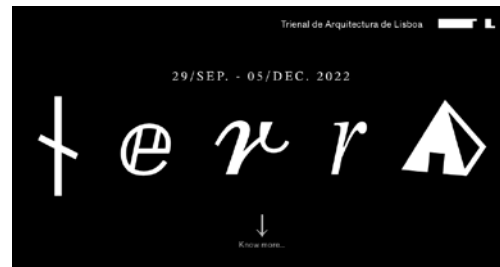 Trienal de Arquitectura de Lisboa
29/SEP. - 05/DEC. 2022
terra
Know more...